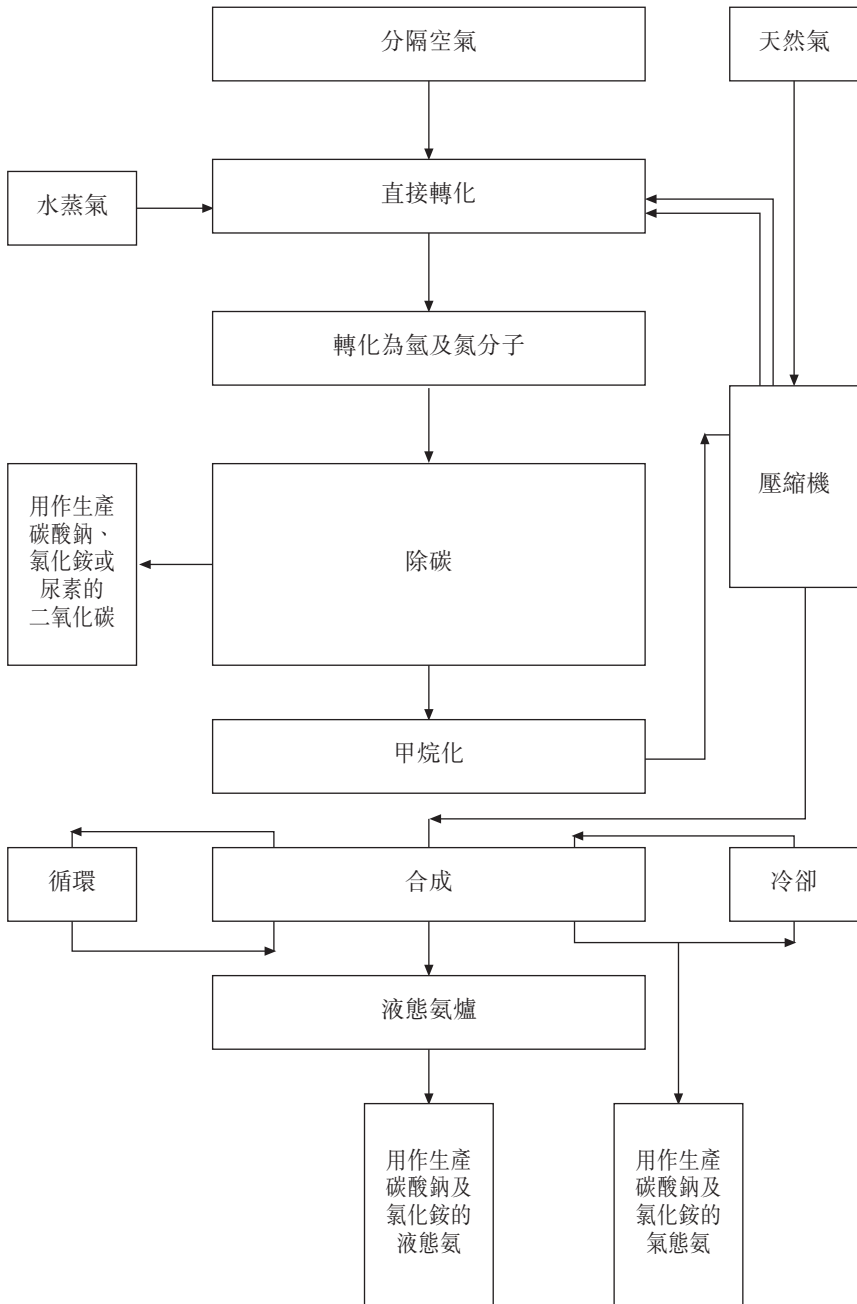 分隔空氣
天然氣
水蒸氣
直接轉化
轉化為氫及氮分子
用作生產
碳酸鈉、
氯化銨或
尿素的
二氧化碳
除碳
壓縮機
甲烷化
循環
合成
冷卻
液態氨爐
用作生產
碳酸鈉及
氯化銨的
液態氨
用作生產
碳酸鈉及
氯化銨的
氣態氨